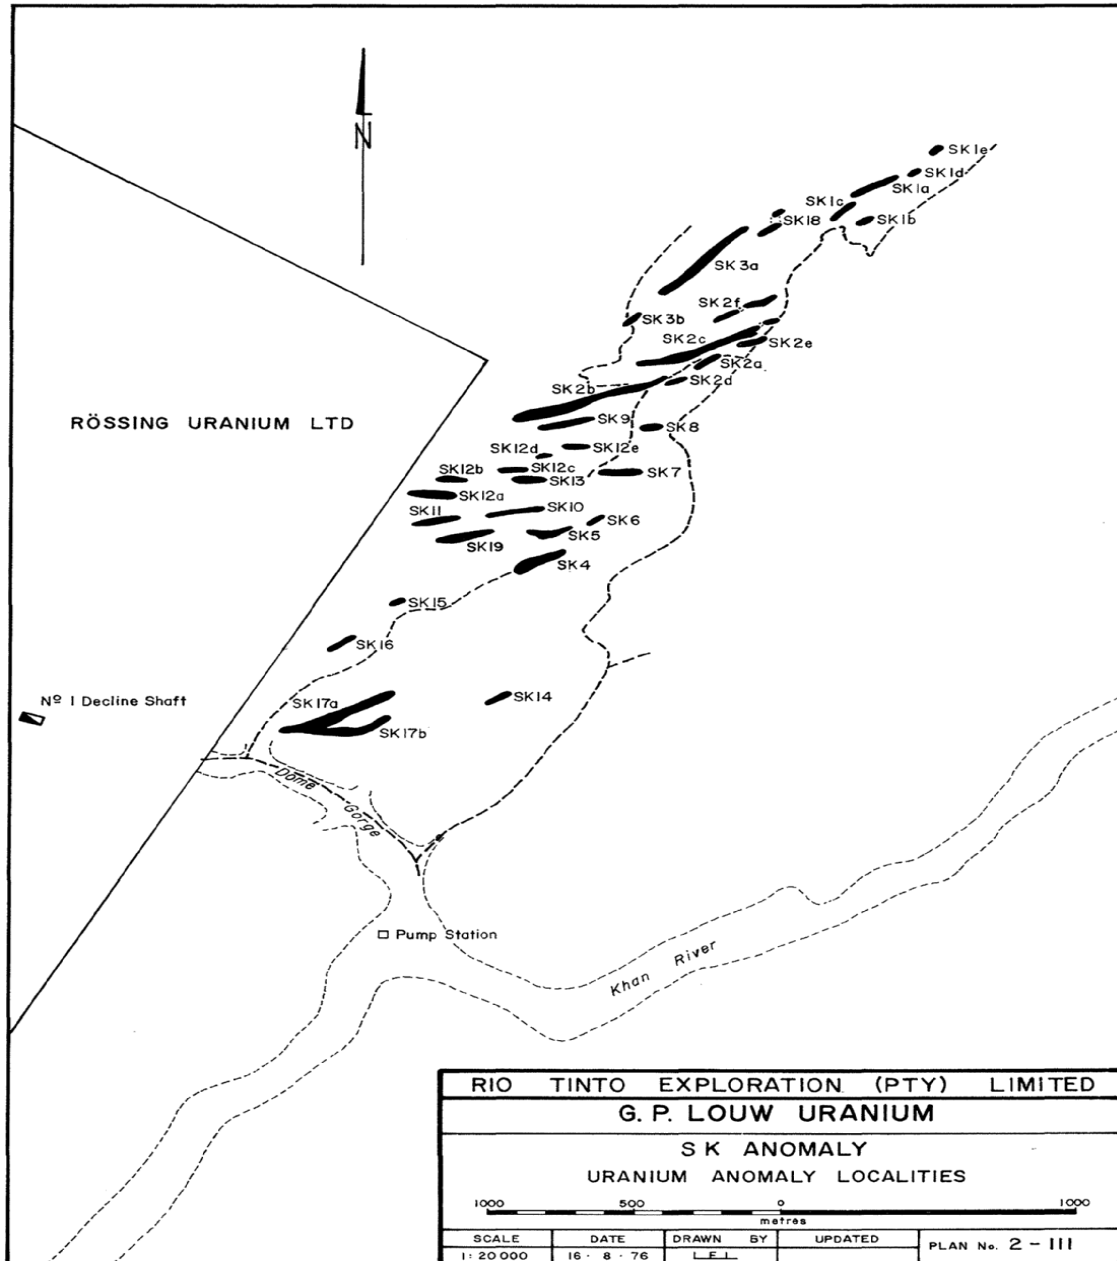 N
SK1e
SK1d
SK1a
SK1c
SK18
SK1b
SK3a
SK2f
SK3b
SK2c
SK2e
SK2a
SK2d
SK2b
RÖSSING URANIUM LTD
SK9
SK8
SK12d
SK12e
SK12b
SK12c
SK7
SK13
SK12a
SK10
SK11
SK6
SK5
SK19
SK4
SK15
SK16
Nº 1 Decline Shaft
SK17a
SK14
SK17b
Dome
Gorge
Pump Station
Khan River
RIO TINTO EXPLORATION (PTY) LIMITED
G. P. LOUW URANIUM
SK ANOMALY
URANIUM ANOMALY LOCALITIES
1000 500 0 1000
metres
SCALE DATE DRAWN BY UPDATED PLAN No. 2 - III
1: 20 000 16 · 8 · 76